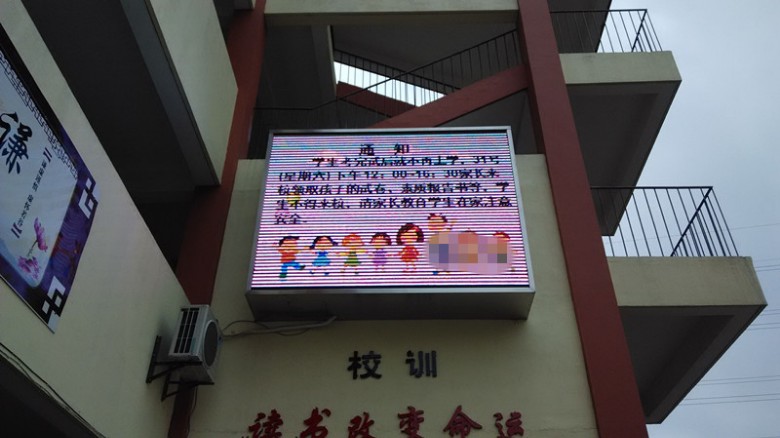 通 知
学生考完试后就不再上学,31号
(星期六)下午12:00-16:30家长来
校领取孩子的试卷、素质报告书等,学
生不得来校,请家长教育学生在家注意
安全。
校训
读书改变命运
谦